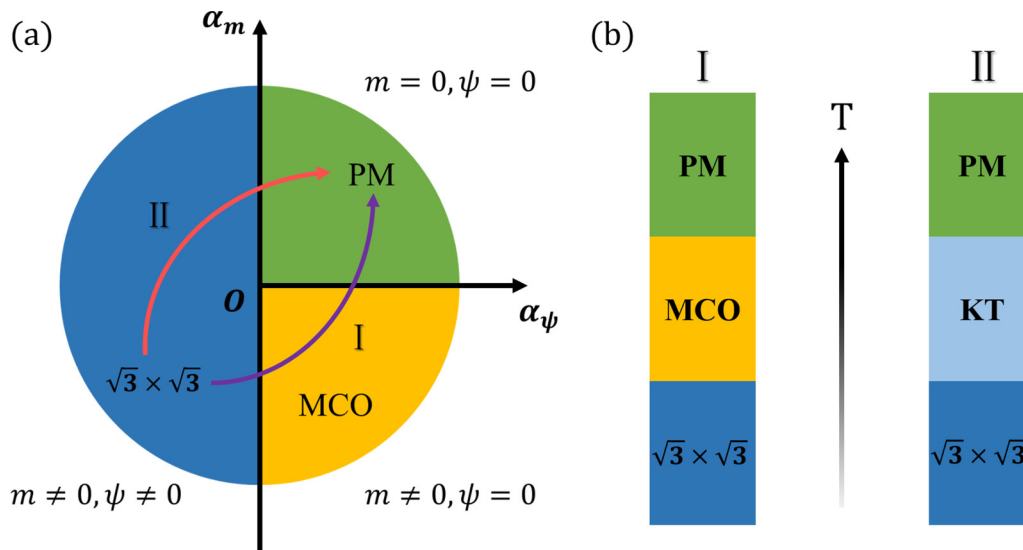 (a)
α_m
m = 0, ψ = 0
PM
II
O
α_ψ
I
√3 × √3
MCO
m ≠ 0, ψ ≠ 0
m ≠ 0, ψ = 0
(b)
I
II
T
PM
PM
MCO
KT
√3 × √3
√3 × √3